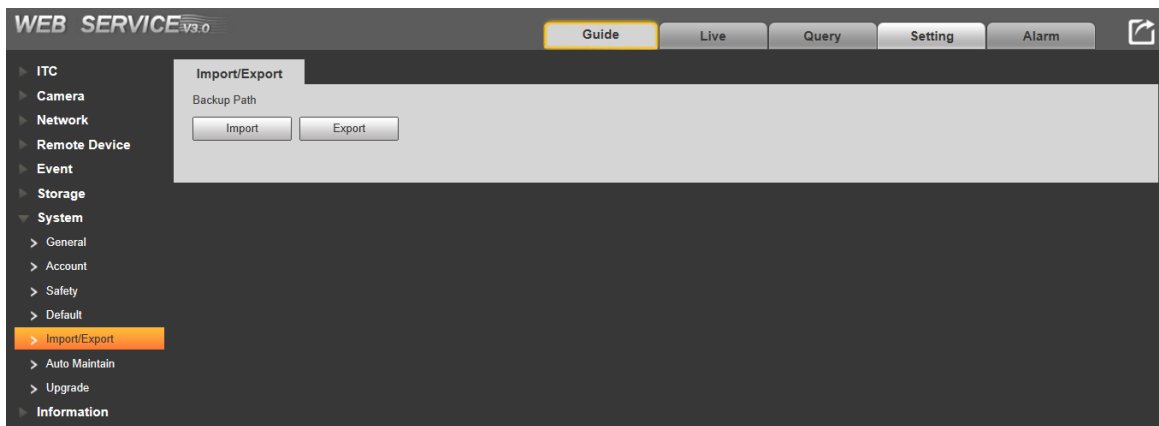 WEB SERVICE V3.0
Guide
Live
Query
Setting
Alarm
ITC
Camera
Network
Remote Device
Event
Storage
System
General
Account
Safety
Default
Import/Export
Auto Maintain
Upgrade
Information
Import/Export
Backup Path
Import
Export